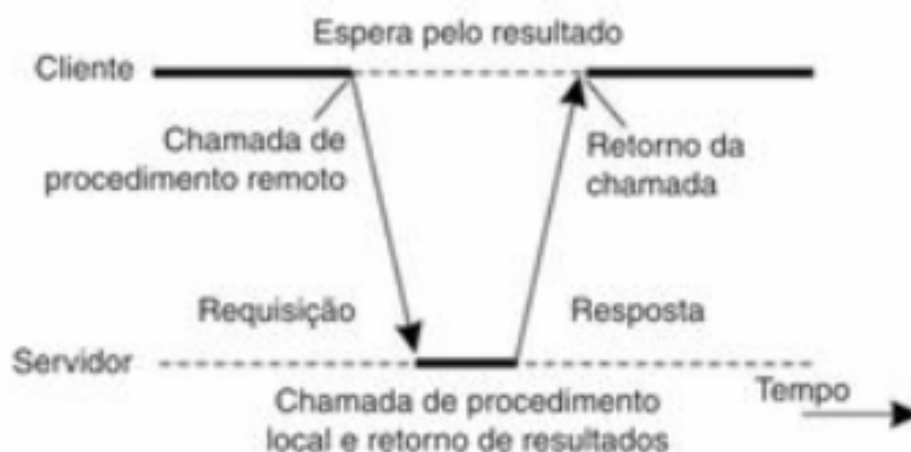 Espera pelo resultado
Cliente
Chamada de
procedimento remoto
Retorno da
chamada
Requisição
Resposta
Servidor
Chamada de procedimento
local e retorno de resultados
Tempo